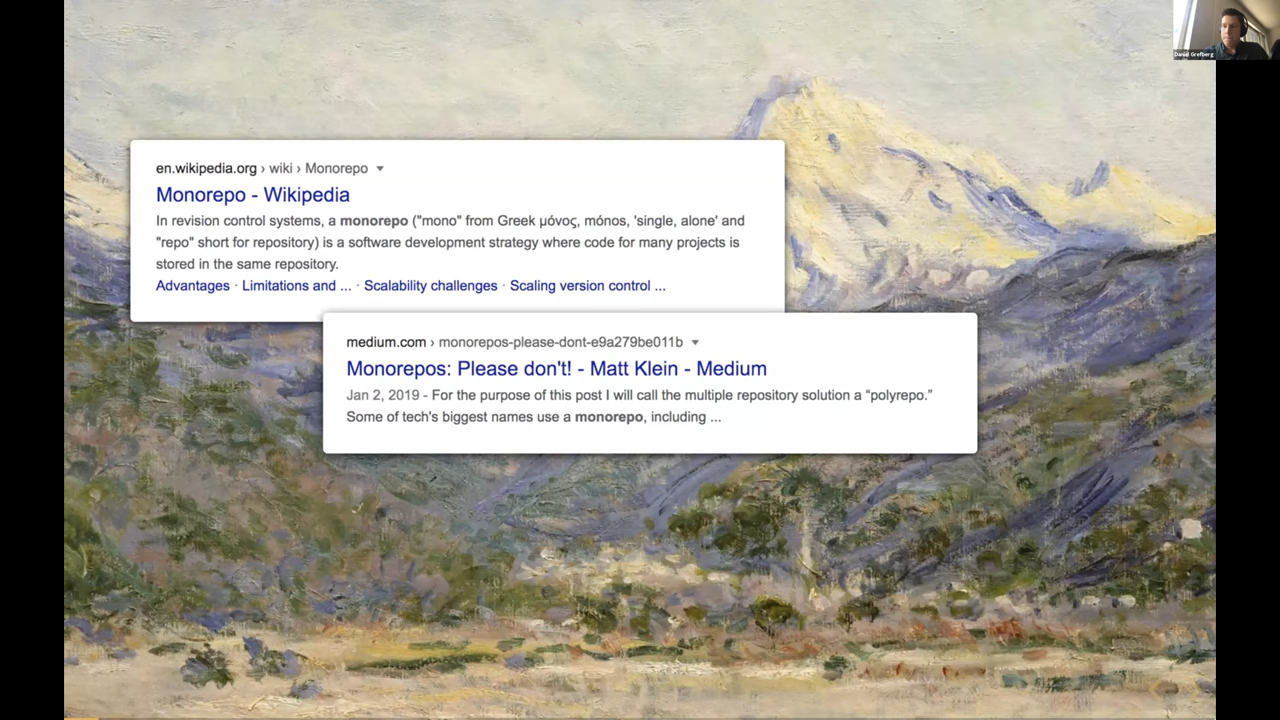 Daniel Grefberg
en.wikipedia.org › wiki › Monorepo
Monorepo - Wikipedia
In revision control systems, a monorepo ("mono" from Greek μόνος, mónos, 'single, alone' and
"repo" short for repository) is a software development strategy where code for many projects is
stored in the same repository.
Advantages · Limitations and ... · Scalability challenges · Scaling version control ...
medium.com › monorepos-please-dont-e9a279be011b
Monorepos: Please don't! - Matt Klein - Medium
Jan 2, 2019 - For the purpose of this post I will call the multiple repository solution a “polyrepo.”
Some of tech's biggest names use a monorepo, including ...